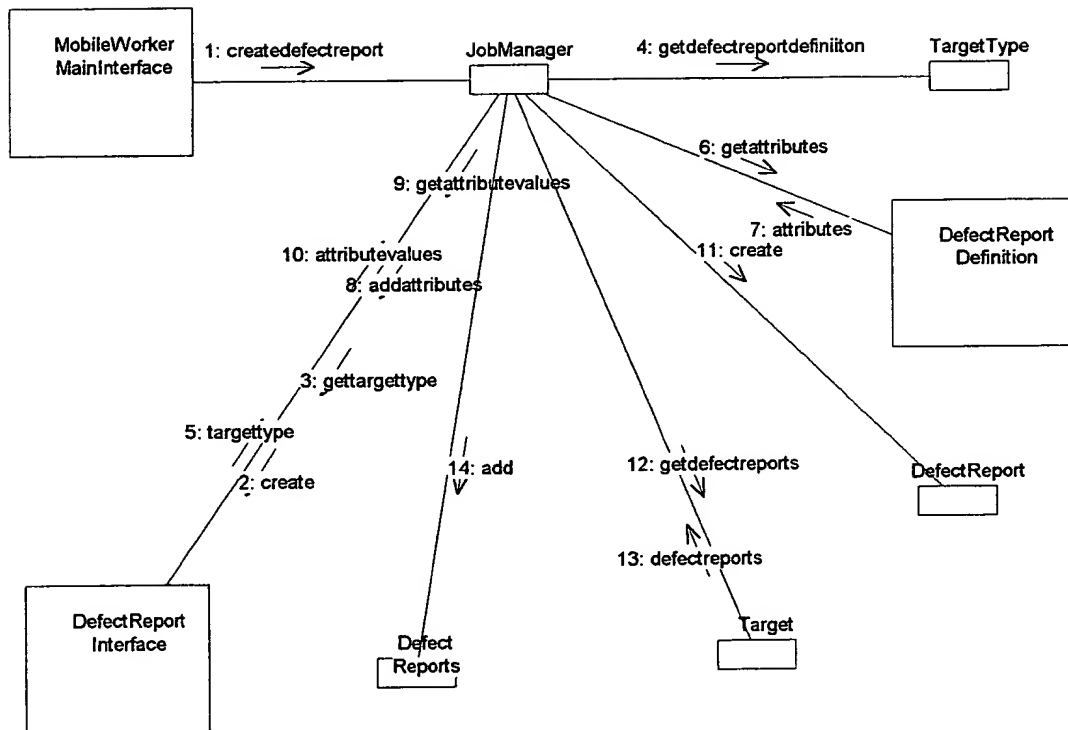 MobileWorker
MainInterface
1: createdefectreport
JobManager
4: getdefectreportdefiniiton
TargetType
6: getattributes
9: getattributevalues
7: attributes
10: attributevalues
11: create
DefectReport
Definition
8: addattributes
3: gettargettype
5: targettype
2: create
14: add
12: getdefectreports
DefectReport
13: defectreports
DefectReport
Interface
Defect
Reports
Target